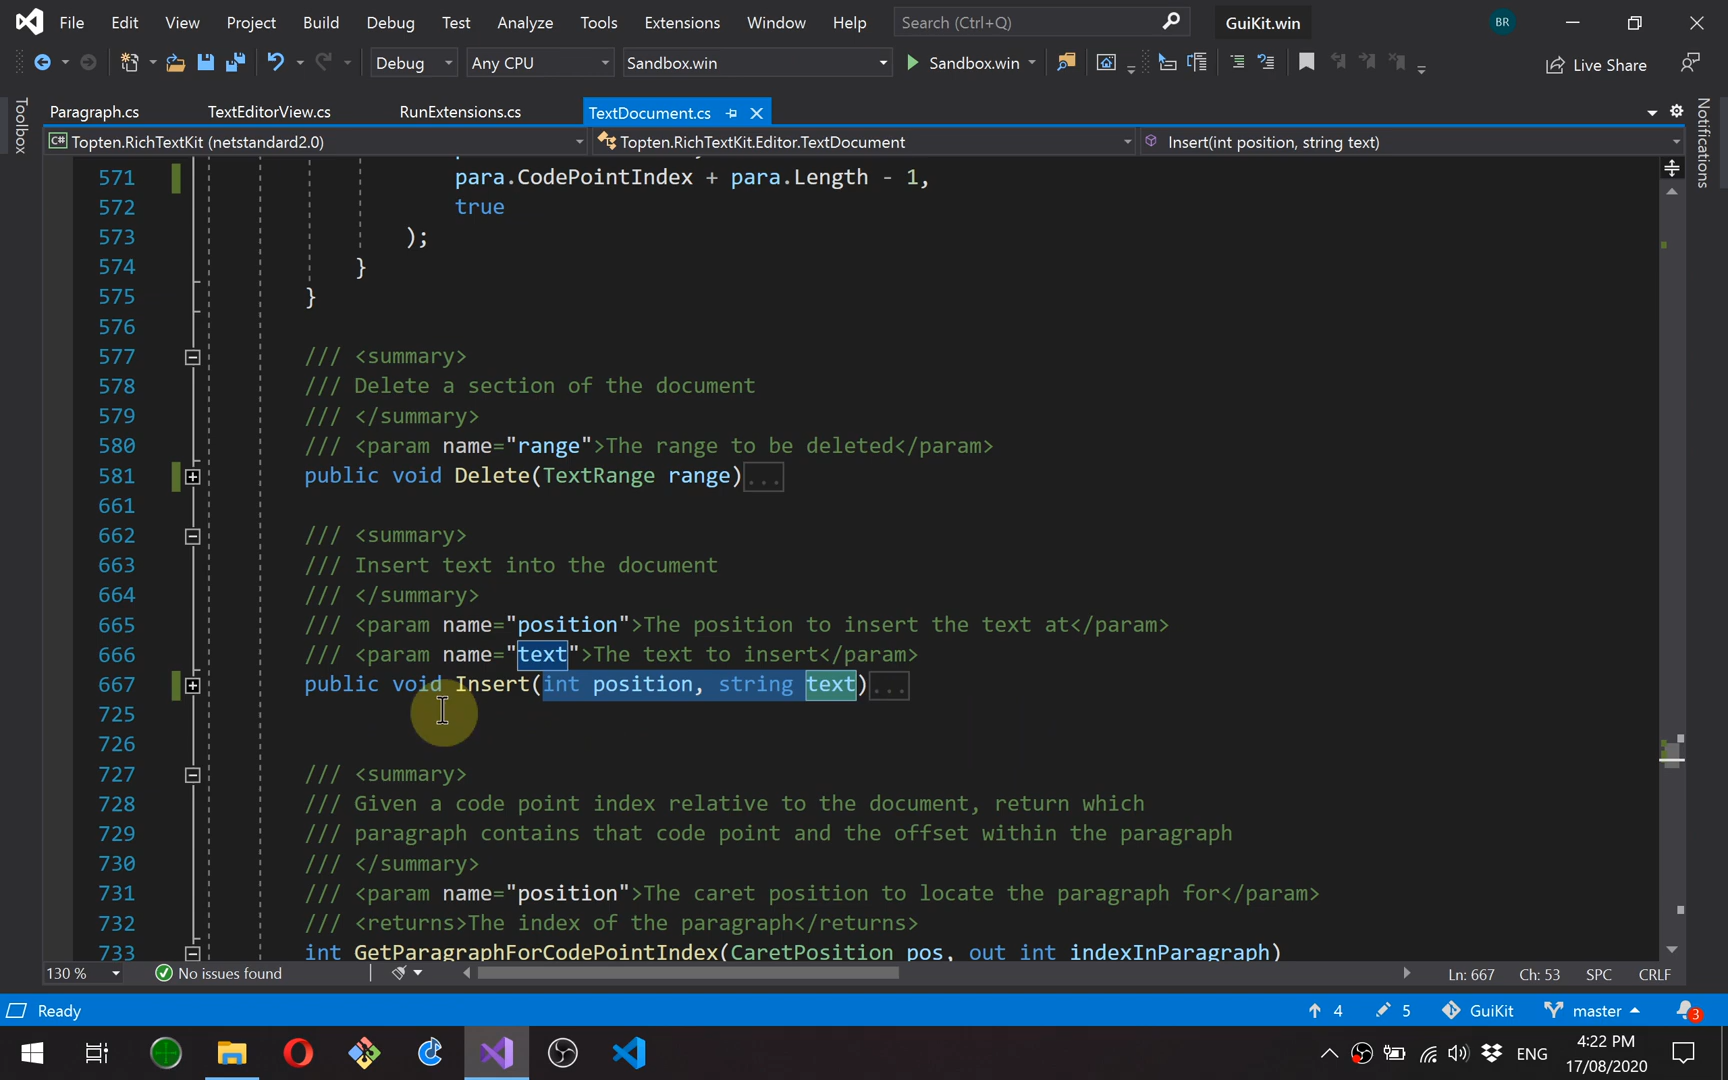 File Edit View Project Build Debug Test Analyze Tools Extensions Window Help Search (Ctrl+Q) GuiKit.win BR
Debug Any CPU Sandbox.win Sandbox.win Live Share
Toolbox
Paragraph.cs TextEditorView.cs RunExtensions.cs TextDocument.cs
Notifications
C# Topten.RichTextKit (netstandard2.0) Topten.RichTextKit.Editor.TextDocument Insert(int position, string text)
571 para.CodePointIndex + para.Length - 1,
572 true
573 );
574 }
575 }
576
577 /// <summary>
578 /// Delete a section of the document
579 /// </summary>
580 /// <param name="range">The range to be deleted</param>
581 public void Delete(TextRange range)...
661
662 /// <summary>
663 /// Insert text into the document
664 /// </summary>
665 /// <param name="position">The position to insert the text at</param>
666 /// <param name="text">The text to insert</param>
667 public void Insert(int position, string text)...
725
726
727 /// <summary>
728 /// Given a code point index relative to the document, return which
729 /// paragraph contains that code point and the offset within the paragraph
730 /// </summary>
731 /// <param name="position">The caret position to locate the paragraph for</param>
732 /// <returns>The index of the paragraph</returns>
733 int GetParagraphForCodePointIndex(CaretPosition pos, out int indexInParagraph)
130 % No issues found Ln: 667 Ch: 53 SPC CRLF
Ready 4 5 GuiKit master 3
ENG 4:22 PM
17/08/2020